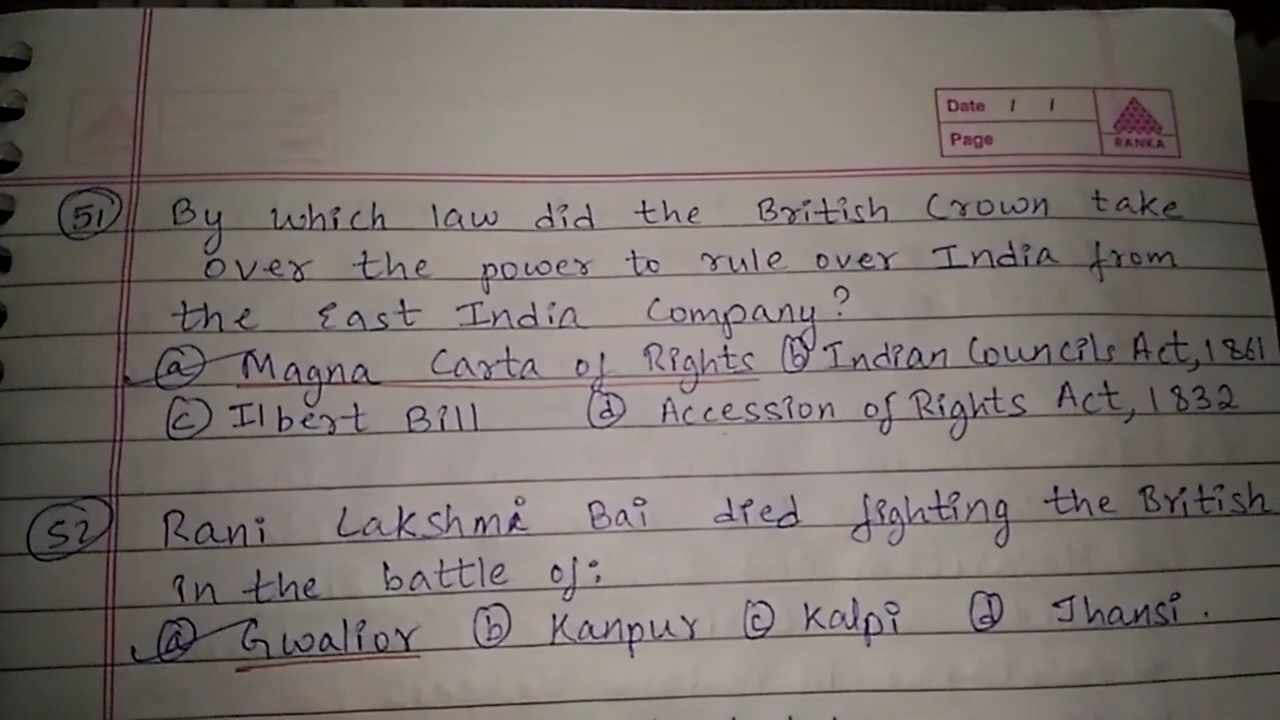 Date / /
Page
RANKA
51 By which law did the British Crown take
over the power to rule over India from
the East India Company?
a Magna Carta of Rights b Indian Councils Act, 1861
c Ilbert Bill d Accession of Rights Act, 1832
52 Rani Lakshmi Bai died fighting the British
in the battle of:
a Gwalior b Kanpur c Kalpi d Jhansi.